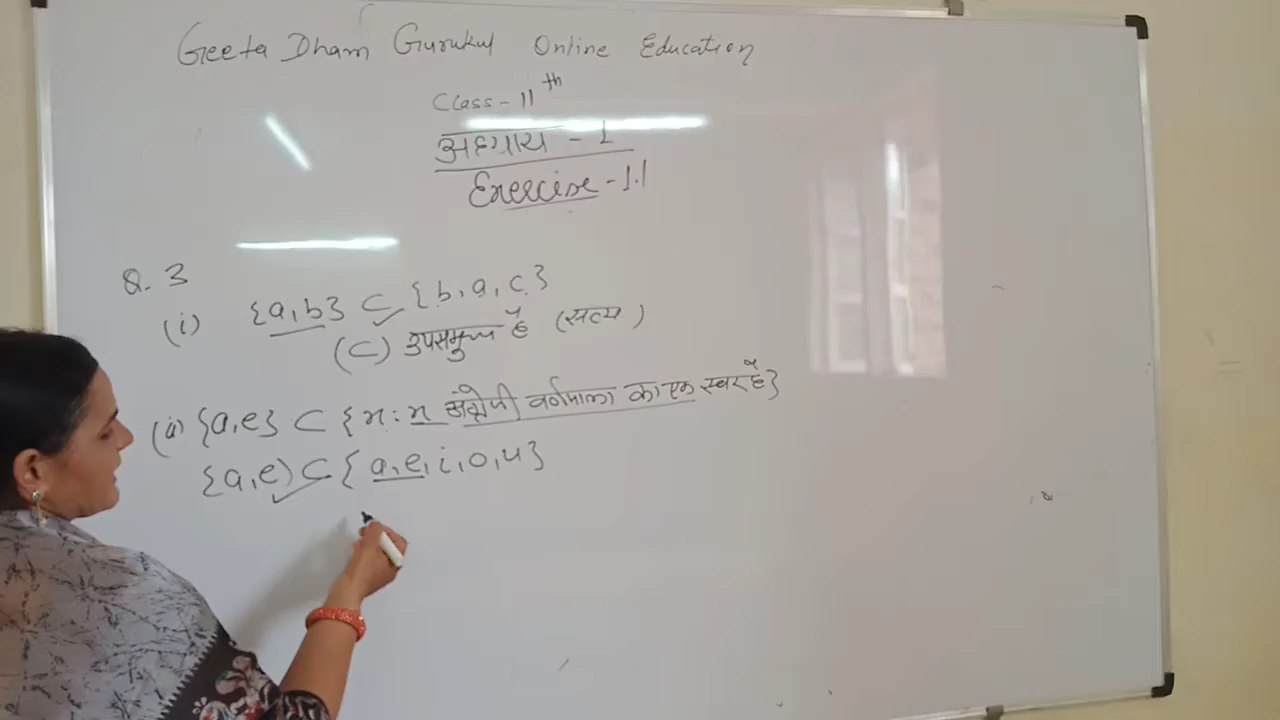 Geeta Dham Gurukul Online Education
Class - 11th
अध्याय - 1
Exercise - 1.1
Q. 3
(i) {a,b} ⊂ {b,a,c}
(⊂) उपसमुच्चय है (सत्य)
(ii) {a,e} ⊂ {x : x अंग्रेजी वर्णमाला का एक स्वर है}
{a,e) ⊂ {a,e,i,o,u}